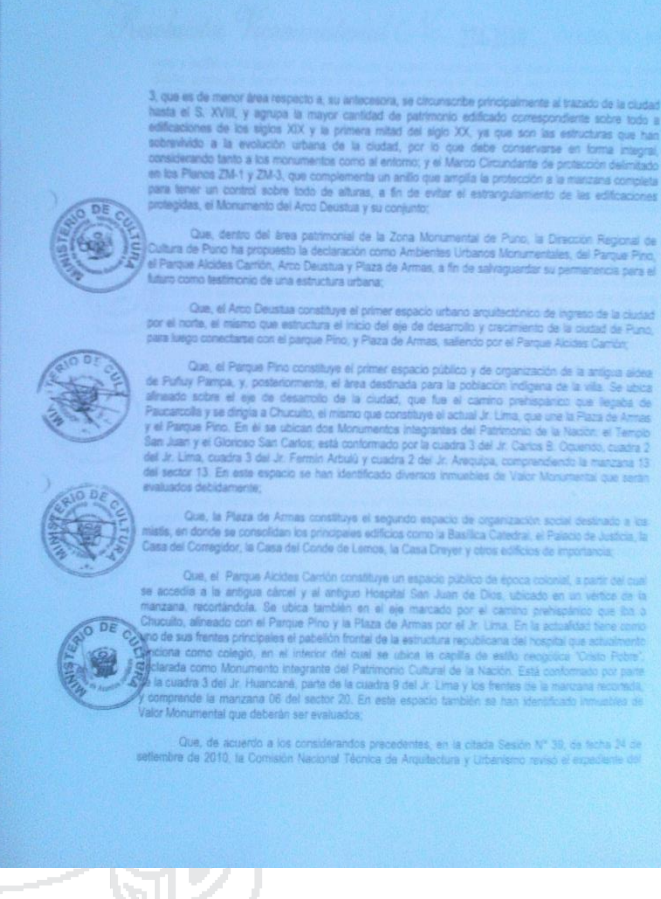 Resolución Viceministerial Nº
3, que es de menor área respecto a, su antecesora, se circunscribe principalmente al trazado de la ciudad
hasta el S. XVIII, y agrupa la mayor cantidad de patrimonio edificado correspondiente sobre todo a
edificaciones de los siglos XIX y la primera mitad del siglo XX, ya que son las estructuras que han
sobrevivido a la evolución urbana de la ciudad, por lo que debe conservarse en forma integral,
considerando tanto a los monumentos como al entorno; y el Marco Circundante de protección delimitado
en los Planos ZM-1 y ZM-3, que complementa un anillo que amplía la protección a la manzana completa
para tener un control sobre todo de alturas, a fin de evitar el estrangulamiento de las edificaciones
protegidas, el Monumento del Arco Deustua y su conjunto;
Que, dentro del área patrimonial de la Zona Monumental de Puno, la Dirección Regional de
Cultura de Puno ha propuesto la declaración como Ambientes Urbanos Monumentales, del Parque Pino,
el Parque Alcides Carrión, Arco Deustua y Plaza de Armas, a fin de salvaguardar su permanencia para el
futuro como testimonio de una estructura urbana;
Que, el Arco Deustua constituye el primer espacio urbano arquitectónico de ingreso de la ciudad
por el norte, el mismo que estructura el inicio del eje de desarrollo y crecimiento de la ciudad de Puno,
para luego conectarse con el parque Pino, y Plaza de Armas, saliendo por el Parque Alcides Carrión;
Que, el Parque Pino constituye el primer espacio público y de organización de la antigua aldea
de Puñuy Pampa, y, posteriormente, el área destinada para la población indígena de la villa. Se ubica
alineado sobre el eje de desarrollo de la ciudad, que fue el camino prehispánico que llegaba de
Paucarcolla y se dirigía a Chucuito, el mismo que constituye el actual Jr. Lima, que une la Plaza de Armas
y el Parque Pino. En él se ubican dos Monumentos integrantes del Patrimonio de la Nación: el Templo
San Juan y el Glorioso San Carlos; está conformado por la cuadra 3 del Jr. Carlos B. Oquendo, cuadra 2
del Jr. Lima, cuadra 3 del Jr. Fermín Arbulú y cuadra 2 del Jr. Arequipa, comprendiendo la manzana 13
del sector 13. En este espacio se han identificado diversos inmuebles de Valor Monumental que serán
evaluados debidamente;
Que, la Plaza de Armas constituye el segundo espacio de organización social destinado a los
mistis, en donde se consolidan los principales edificios como la Basílica Catedral, el Palacio de Justicia, la
Casa del Corregidor, la Casa del Conde de Lemos, la Casa Dreyer y otros edificios de importancia;
Que, el Parque Alcides Carrión constituye un espacio público de época colonial, a partir del cual
se accedía a la antigua cárcel y al antiguo Hospital San Juan de Dios, ubicado en un vértice de la
manzana, recortándola. Se ubica también en el eje marcado por el camino prehispánico que iba a
Chucuito, alineado con el Parque Pino y la Plaza de Armas por el Jr. Lima. En la actualidad tiene como
uno de sus frentes principales el pabellón frontal de la estructura republicana del hospital que actualmente
funciona como colegio, en el interior del cual se ubica la capilla de estilo neogótica "Cristo Pobre",
declarada como Monumento integrante del Patrimonio Cultural de la Nación. Está conformado por parte
de la cuadra 3 del Jr. Huancané, parte de la cuadra 9 del Jr. Lima y los frentes de la manzana recortada,
y comprende la manzana 06 del sector 20. En este espacio también se han identificado inmuebles de
Valor Monumental que deberán ser evaluados;
Que, de acuerdo a los considerandos precedentes, en la citada Sesión N° 39, de fecha 24 de
setiembre de 2010, la Comisión Nacional Técnica de Arquitectura y Urbanismo revisó el expediente del
MINISTERIO DE CULTURA
MINISTERIO DE CULTURA
MINISTERIO DE CULTURA